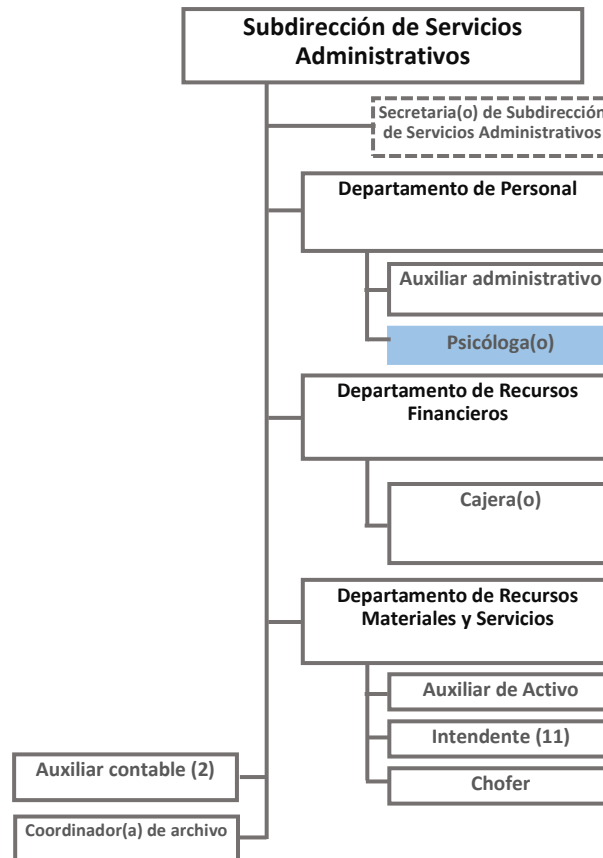 Subdirección de Servicios
Administrativos
Secretaria(o) de Subdirección
de Servicios Administrativos
Departamento de Personal
Auxiliar administrativo
Psicóloga(o)
Departamento de Recursos
Financieros
Cajera(o)
Departamento de Recursos
Materiales y Servicios
Auxiliar de Activo
Intendente (11)
Chofer
Auxiliar contable (2)
Coordinador(a) de archivo